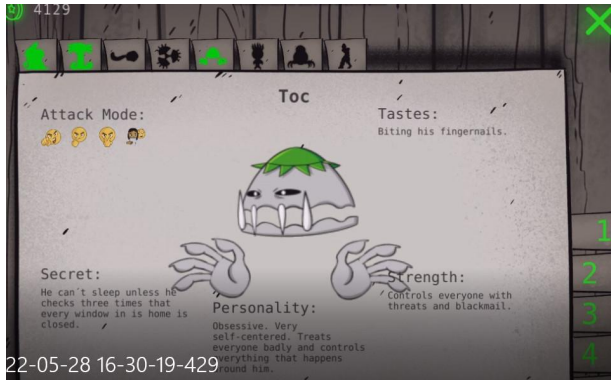 4129
Toc
Attack Mode:
Tastes:
Biting his fingernails.
Secret:
He can´t sleep unless he
checks three times that
every window in is home is
closed.
Strength:
Controls everyone with
threats and blackmail.
Personality:
Obsessive. Very
self-centered. Treats
everyone badly and controls
everything that happens
around him.
1
2
3
4
22-05-28 16-30-19-429